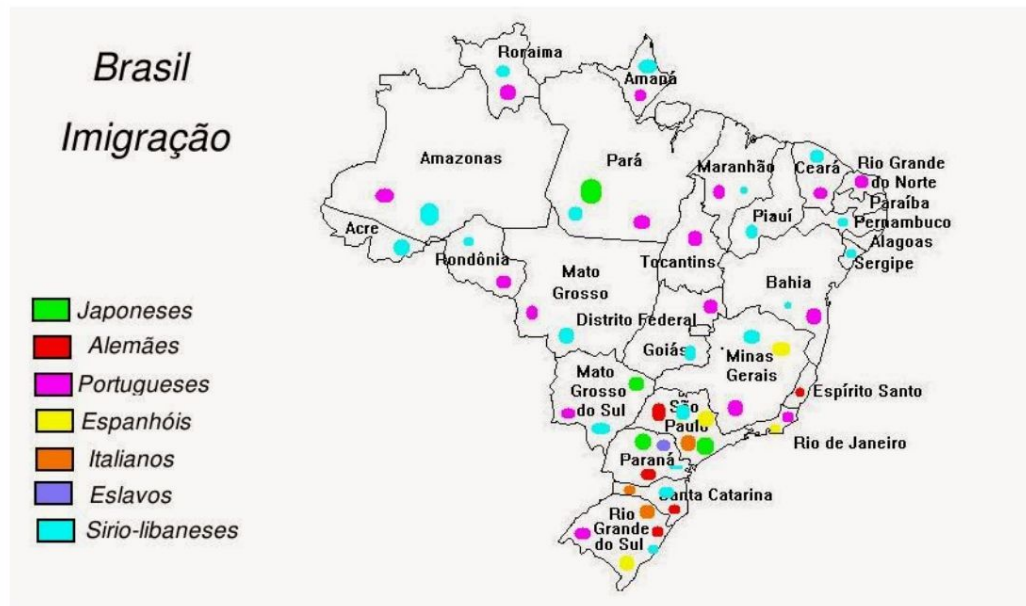 Brasil
Imigração
Roraima
Amapá
Amazonas
Pará
Maranhão
Ceará
Rio Grande
do Norte
Paraíba
Pernambuco
Alagoas
Sergipe
Piauí
Acre
Rondônia
Tocantins
Mato
Grosso
Bahia
Distrito Federal
Goiás
Minas
Gerais
Mato
Grosso
do Sul
Espírito Santo
São
Paulo
Rio de Janeiro
Paraná
Santa Catarina
Rio
Grande
do Sul
Japoneses
Alemães
Portugueses
Espanhóis
Italianos
Eslavos
Sirio-libaneses